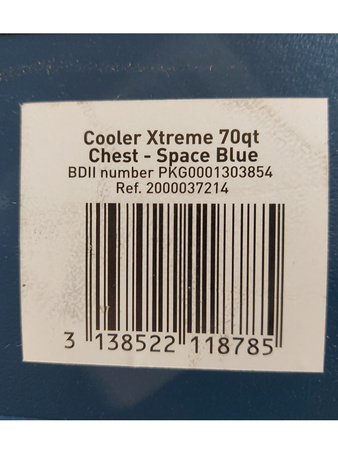 Cooler Xtreme 70qt
Chest - Space Blue
BDII number PKG0001303854
Ref. 2000037214
3 138522 118785